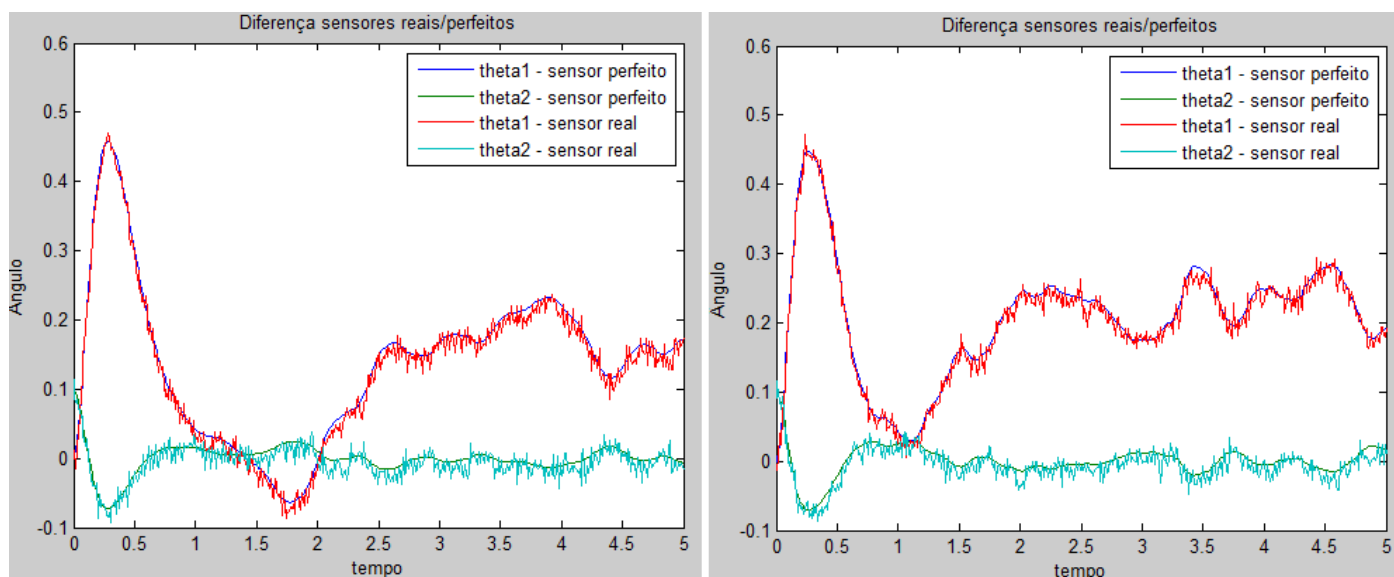 Diferença sensores reais/perfeitos
0.6
0.5
0.4
0.3
0.2
0.1
0
-0.1
Angulo
theta1 - sensor perfeito
theta2 - sensor perfeito
theta1 - sensor real
theta2 - sensor real
0 0.5 1 1.5 2 2.5 3 3.5 4 4.5 5
tempo
Diferença sensores reais/perfeitos
0.6
0.5
0.4
0.3
0.2
0.1
0
-0.1
Angulo
theta1 - sensor perfeito
theta2 - sensor perfeito
theta1 - sensor real
theta2 - sensor real
0 0.5 1 1.5 2 2.5 3 3.5 4 4.5 5
tempo